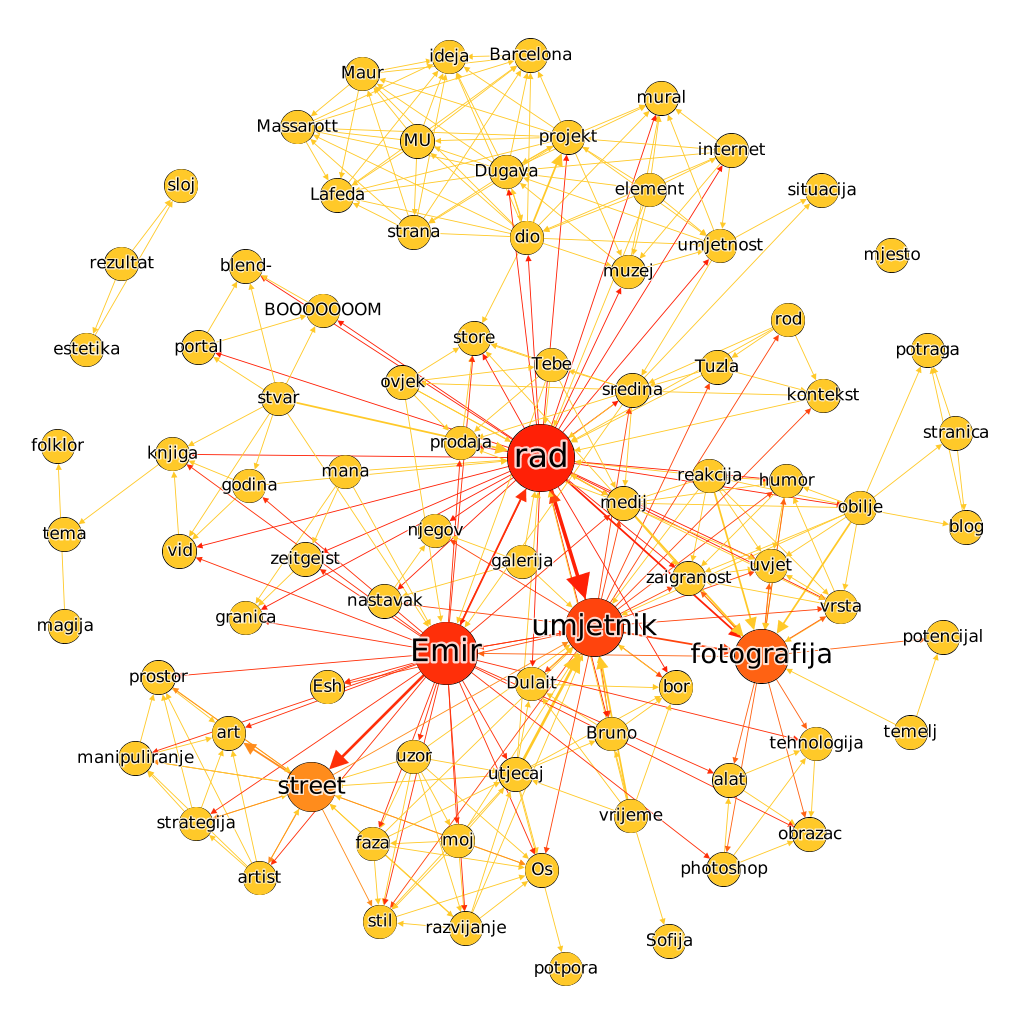 ideja
Barcelona
Maur
mural
Massarott
MU
projekt
internet
Dugava
sloj
Lafeda
element
situacija
strana
dio
umjetnost
rezultat
blend-
muzej
mjesto
BOOOOOOOM
rod
estetika
portal
store
potraga
Tebe
Tuzla
ovjek
sredina
kontekst
stvar
folklor
knjiga
prodaja
rad
stranica
godina
mana
reakcija
humor
medij
obilje
tema
njegov
blog
vid
zeitgeist
galerija
zaigranost
uvjet
nastavak
vrsta
magija
granica
umjetnik
Emir
fotografija
potencijal
prostor
Esh
Dulait
bor
art
Bruno
temelj
manipuliranje
uzor
tehnologija
street
utjecaj
alat
strategija
vrijeme
faza
moj
obrazac
artist
Os
photoshop
stil
razvijanje
Sofija
potpora